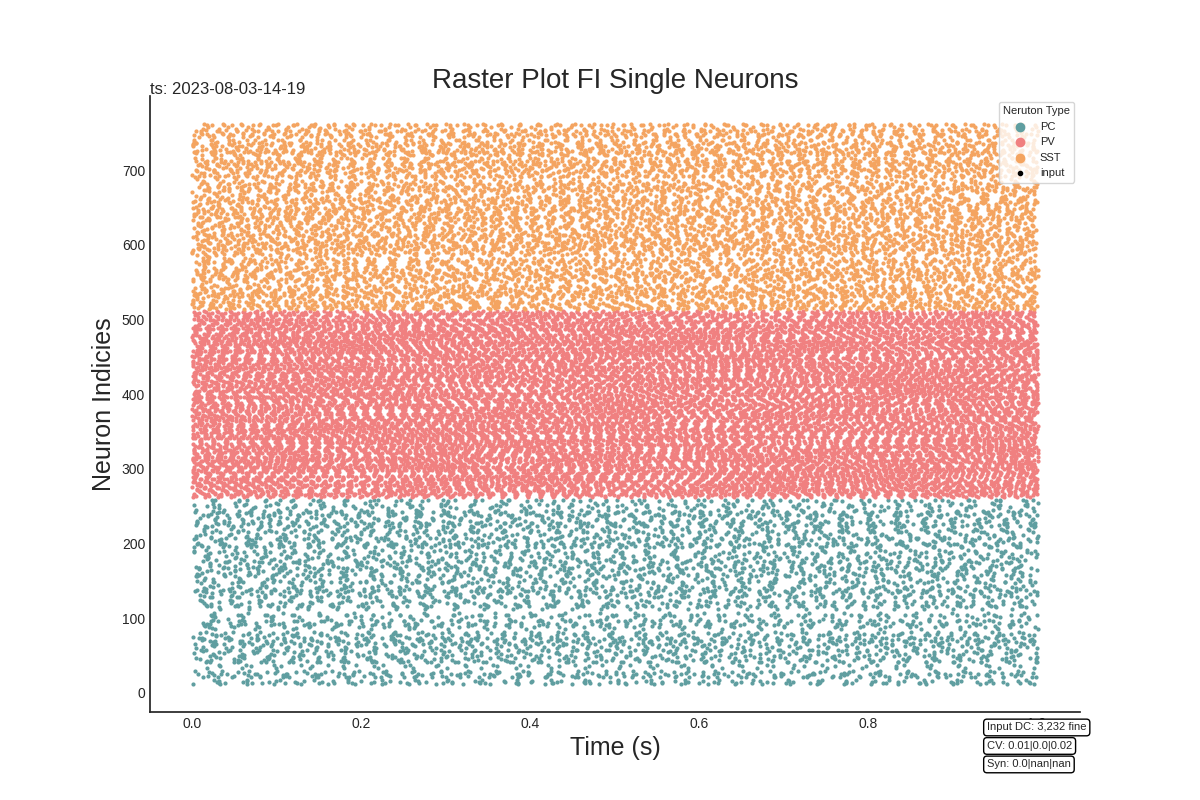 Raster Plot FI Single Neurons
ts: 2023-08-03-14-19
Neruton Type
PC
PV
SST
input
700
600
500
400
300
200
100
0
Neuron Indicies
0.0 0.2 0.4 0.6 0.8
Time (s)
Input DC: 3,232 fine
CV: 0.01|0.0|0.02
Syn: 0.0|nan|nan